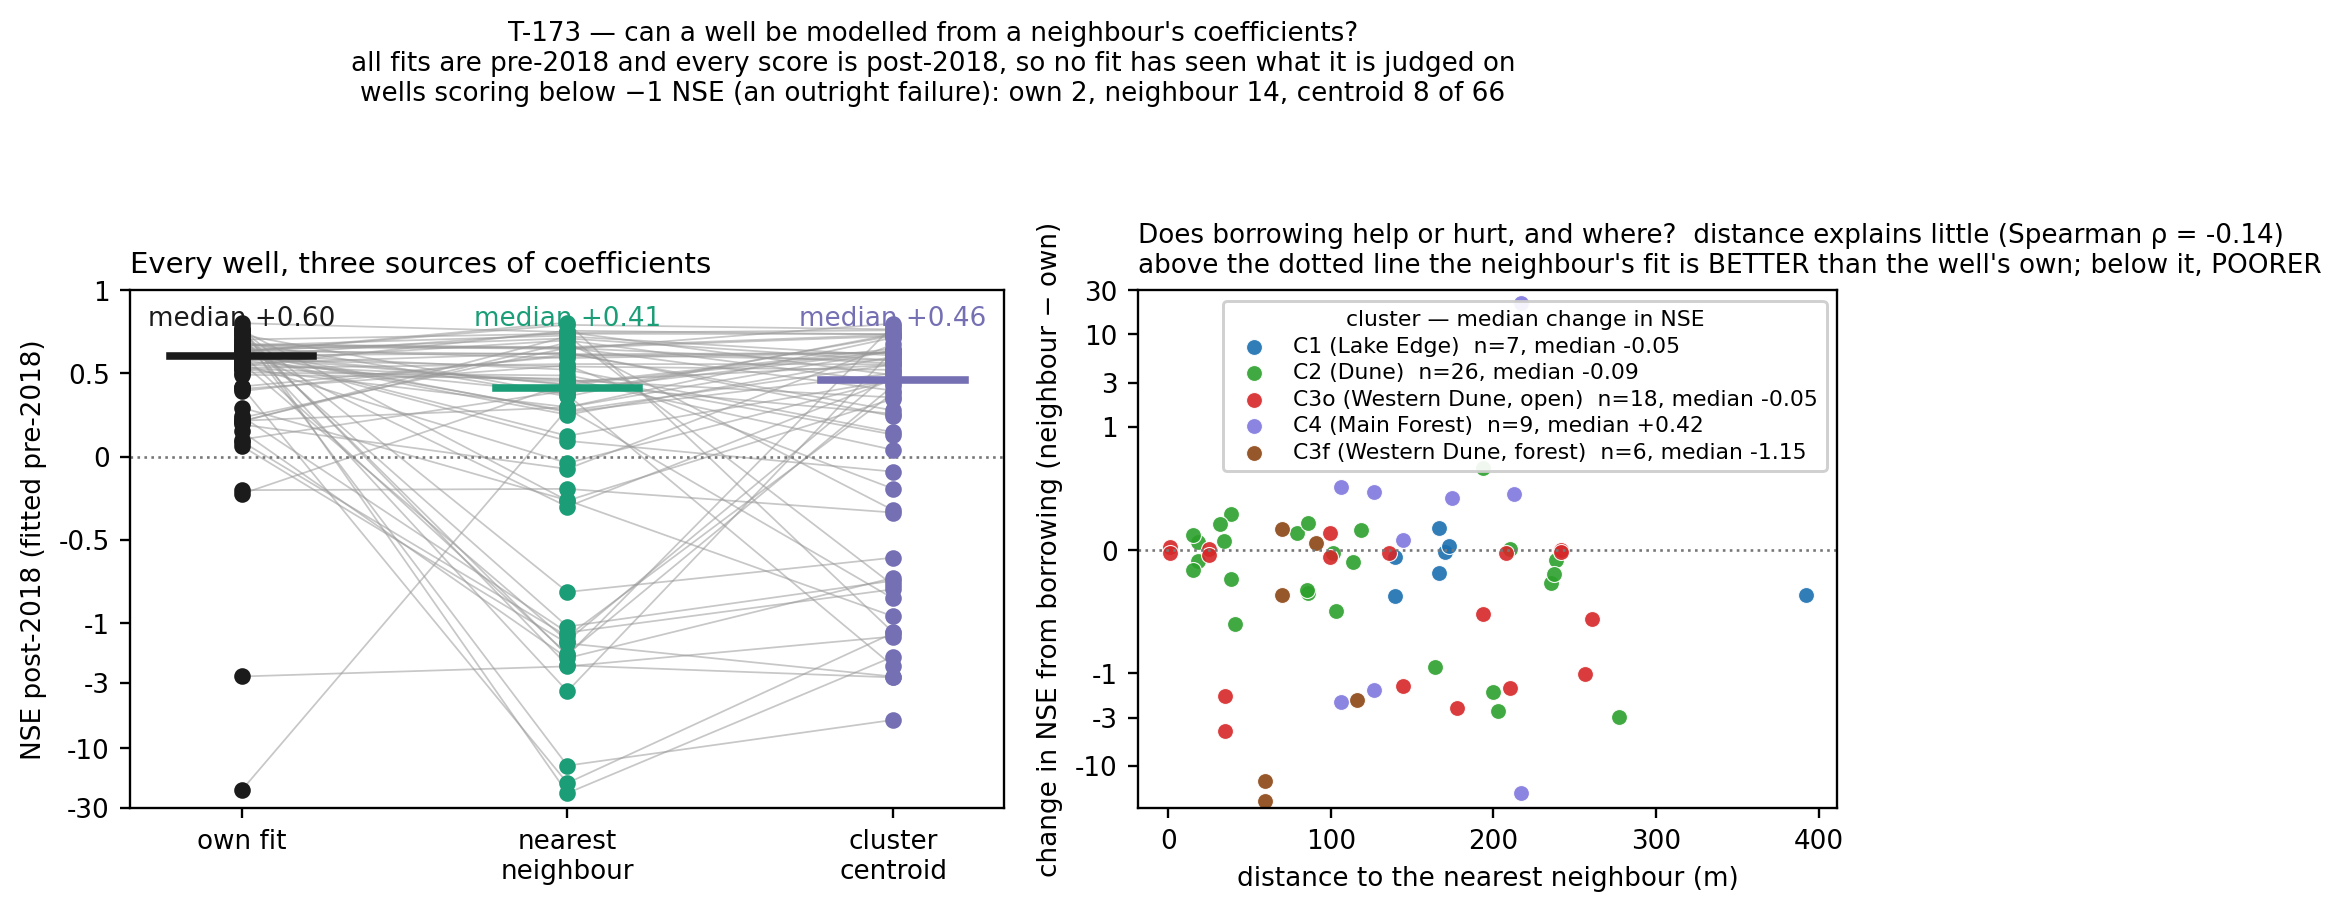 T-173 — can a well be modelled from a neighbour's coefficients?
all fits are pre-2018 and every score is post-2018, so no fit has seen what it is judged on
wells scoring below −1 NSE (an outright failure): own 2, neighbour 14, centroid 8 of 66
Every well, three sources of coefficients
NSE post-2018 (fitted pre-2018)
1
0.5
0
-0.5
-1
-3
-10
-30
median +0.60
median +0.41
median +0.46
own fit
nearest
neighbour
cluster
centroid
Does borrowing help or hurt, and where?  distance explains little (Spearman ρ = -0.14)
above the dotted line the neighbour's fit is BETTER than the well's own; below it, POORER
change in NSE from borrowing (neighbour − own)
30
10
3
1
0
-1
-3
-10
cluster — median change in NSE
C1 (Lake Edge)  n=7, median -0.05
C2 (Dune)  n=26, median -0.09
C3o (Western Dune, open)  n=18, median -0.05
C4 (Main Forest)  n=9, median +0.42
C3f (Western Dune, forest)  n=6, median -1.15
0
100
200
300
400
distance to the nearest neighbour (m)